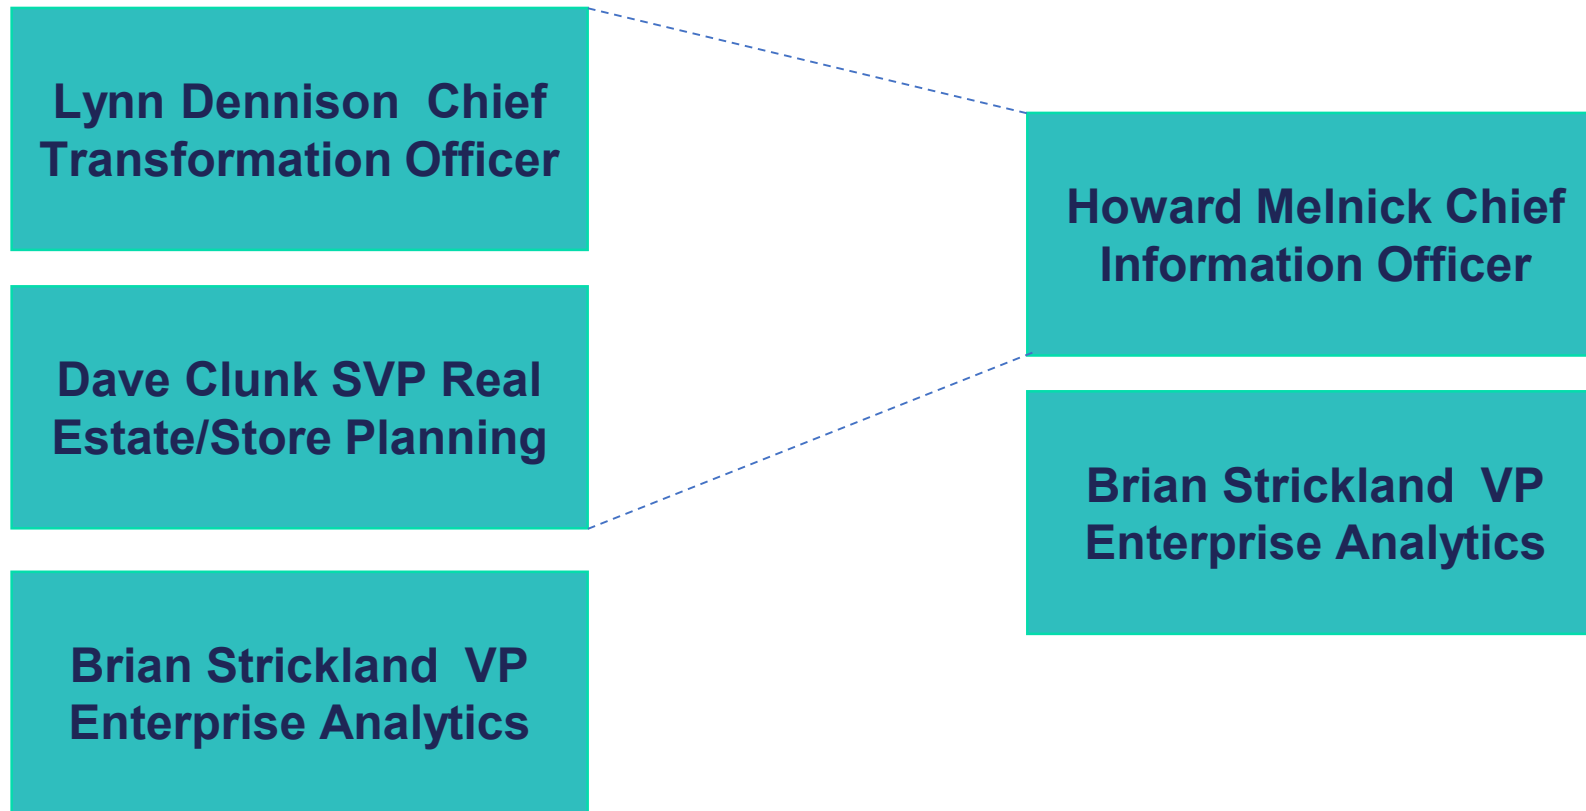 Lynn Dennison  Chief
Transformation Officer
Dave Clunk SVP Real
Estate/Store Planning
Brian Strickland  VP
Enterprise Analytics
Howard Melnick Chief
Information Officer
Brian Strickland  VP
Enterprise Analytics